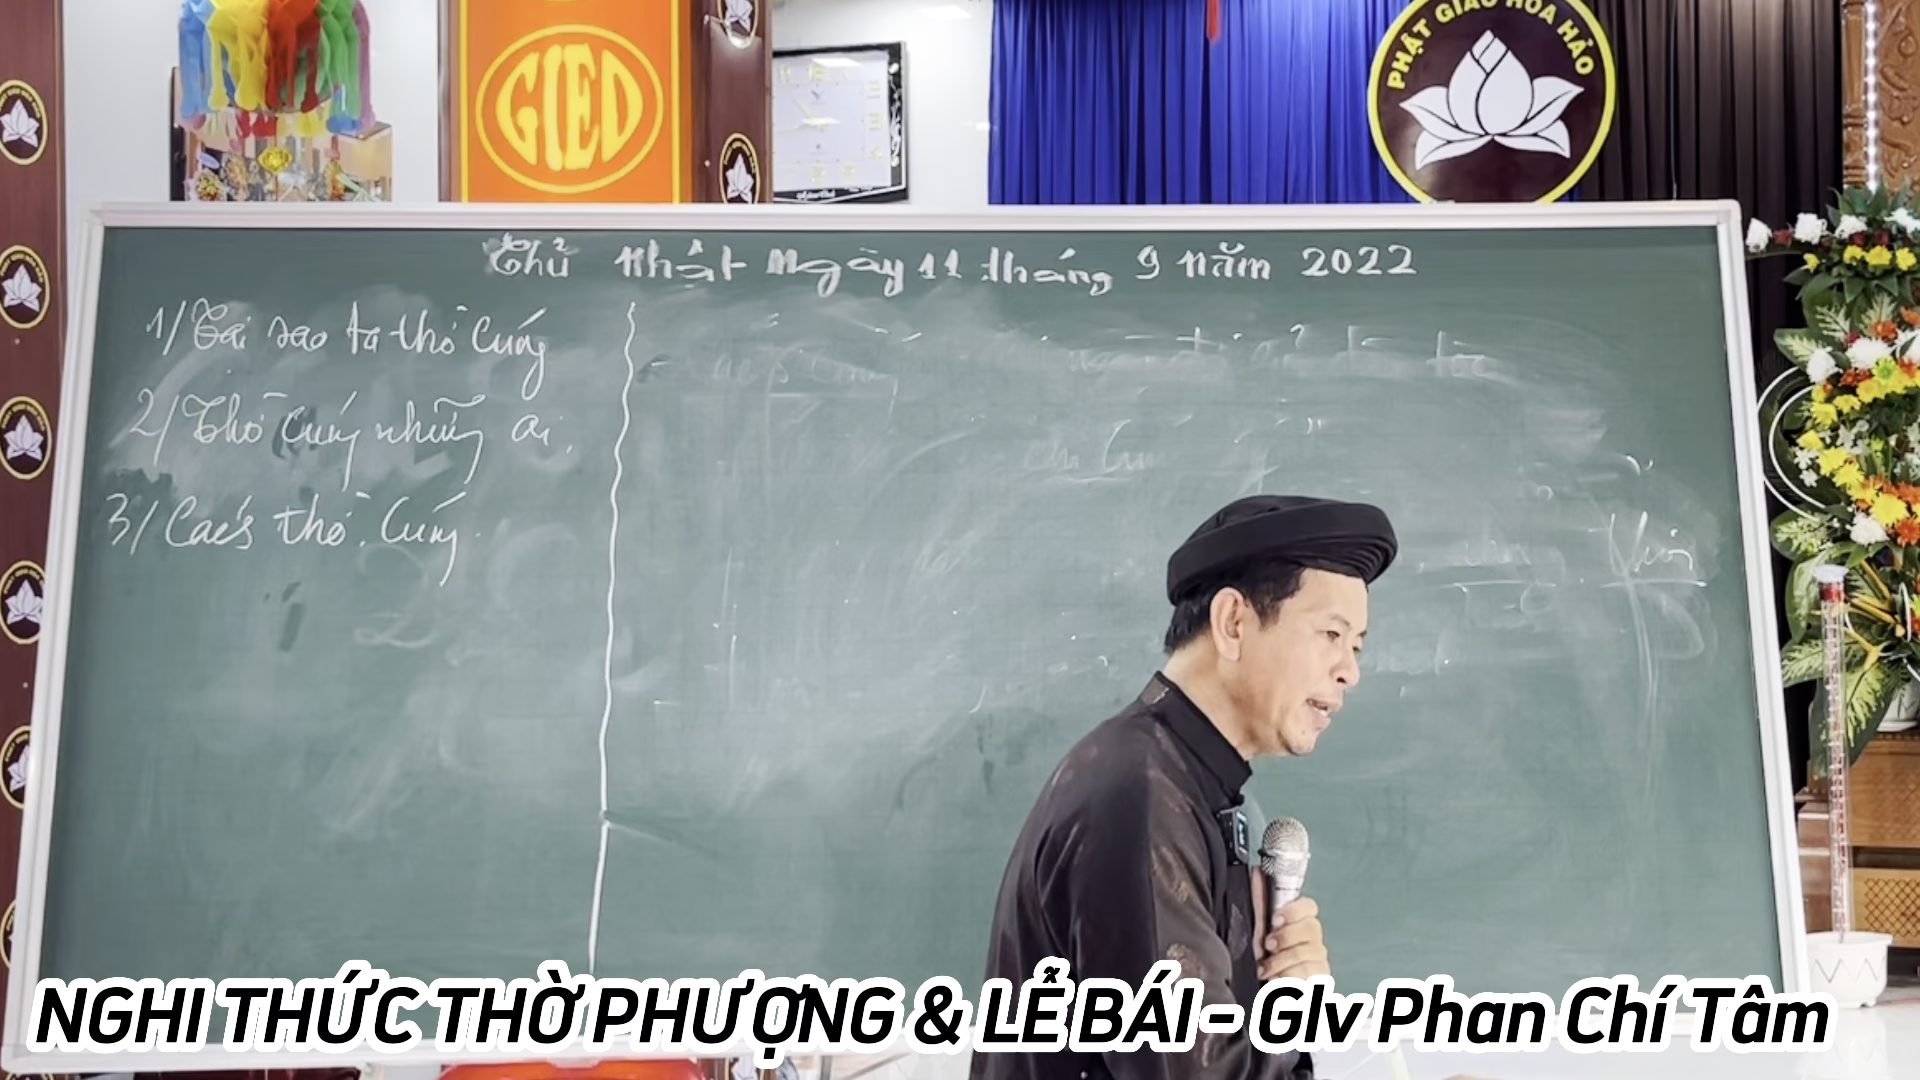 GIEO
PHẬT GIÁO HÒA HẢO
Chủ Nhật Ngày 11 tháng 9 năm 2022
1/ Tại sao ta thờ Cúng
2/ Thờ Cúng những ai.
3/ Cách thờ Cúng.
NGHI THỨC THỜ PHƯỢNG & LỄ BÁI - Glv Phan Chí Tâm